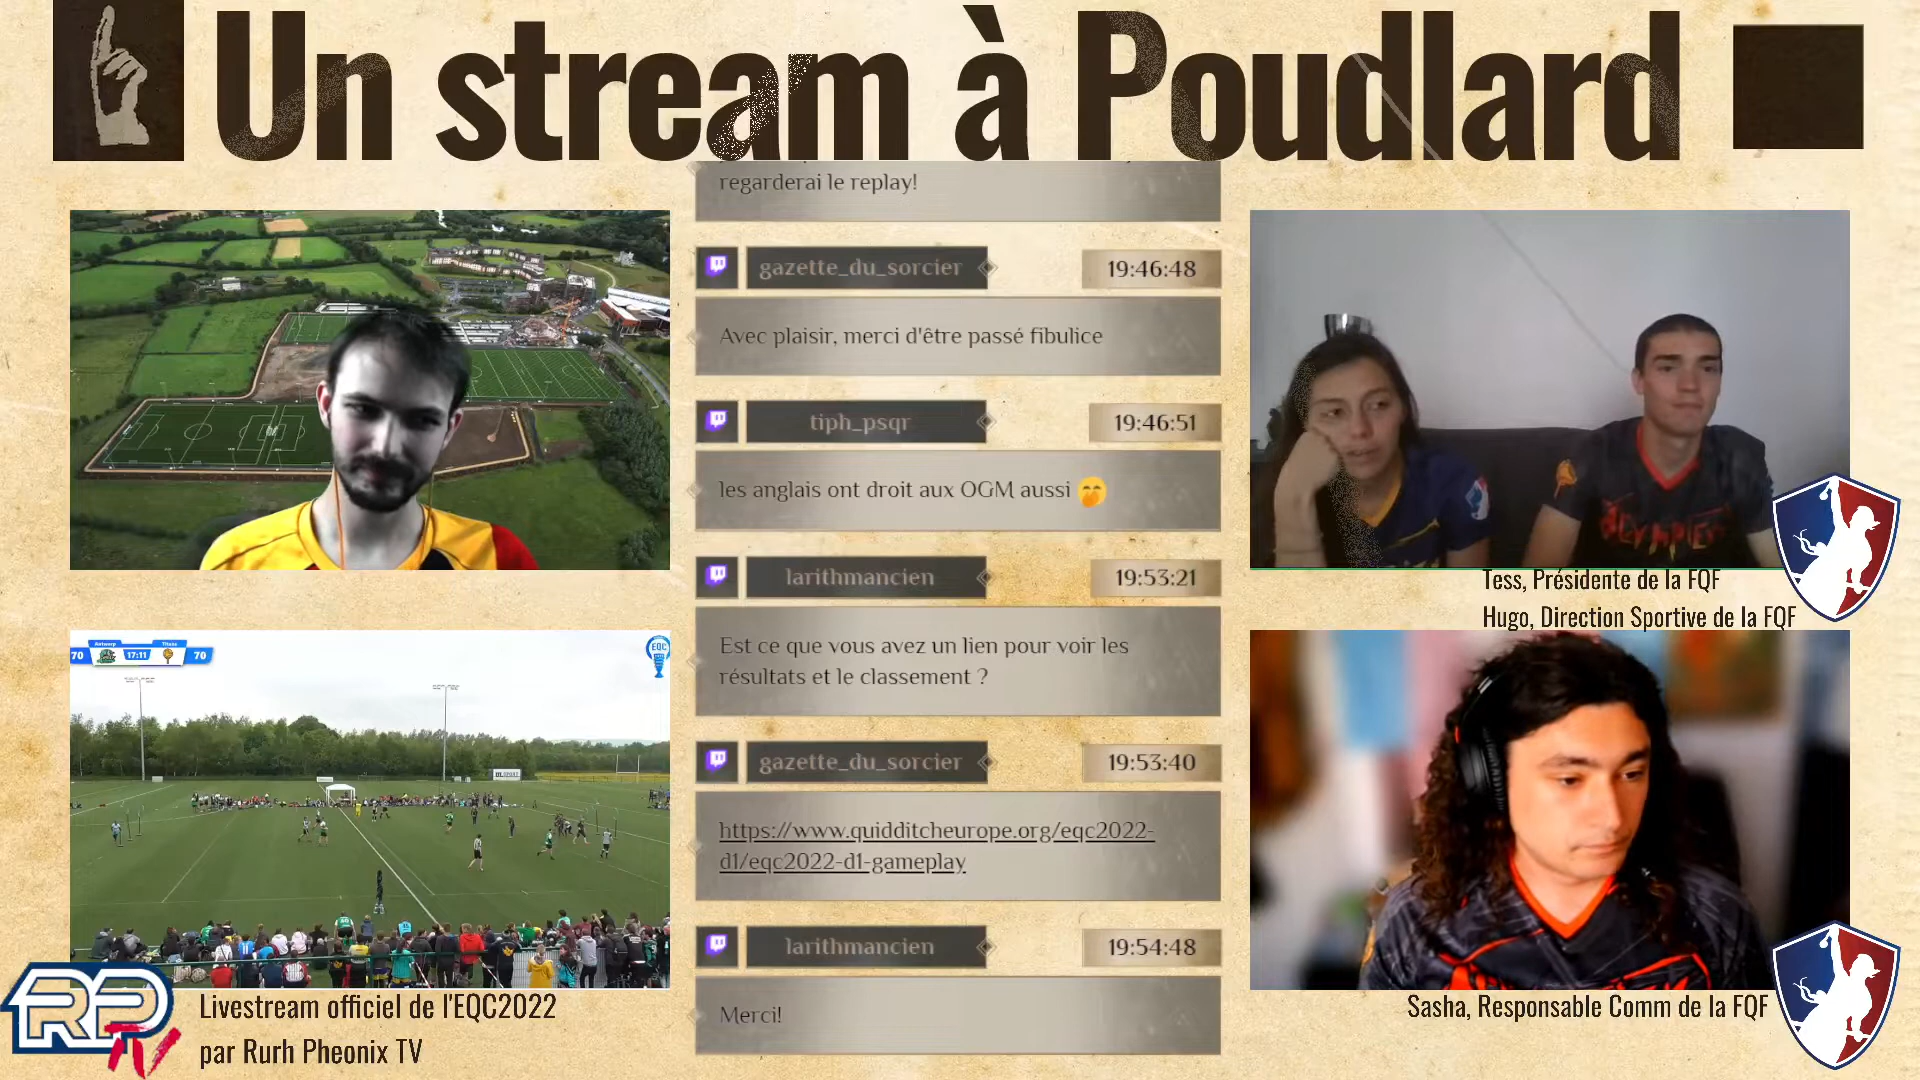 Un stream à Poudlard
regarderai le replay!
gazette_du_sorcier
19:46:48
Avec plaisir, merci d'être passé fibulice
tiph_psqr
19:46:51
les anglais ont droit aux OGM aussi 🤭
larithmancien
19:53:21
Est ce que vous avez un lien pour voir les
résultats et le classement ?
gazette_du_sorcier
19:53:40
https://www.quidditcheurope.org/eqc2022-
d1/eqc2022-d1-gameplay
larithmancien
19:54:48
Merci!
Antwerp
Titans
70
17:11
70
EQC
RP
TV
Livestream officiel de l'EQC2022
par Rurh Pheonix TV
Tess, Présidente de la FQF
Hugo, Direction Sportive de la FQF
Sasha, Responsable Comm de la FQF